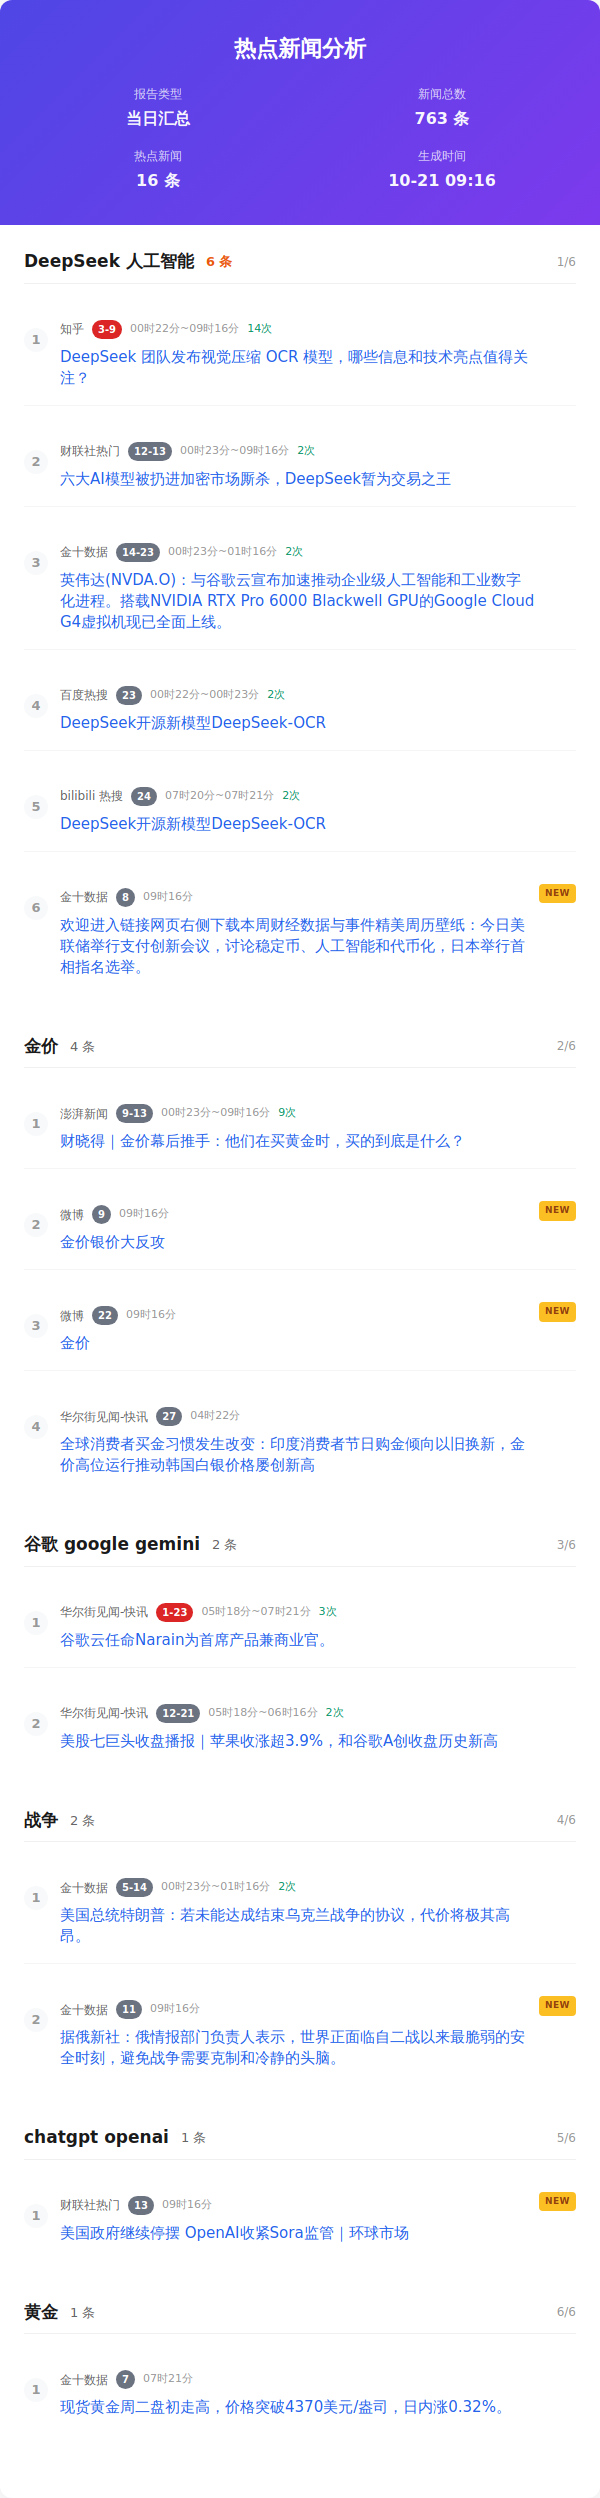 热点新闻分析
报告类型
当日汇总
新闻总数
763 条
热点新闻
16 条
生成时间
10-21 09:16
DeepSeek 人工智能 6 条 1/6
1
知乎 3-9 00时22分~09时16分 14次
DeepSeek 团队发布视觉压缩 OCR 模型，哪些信息和技术亮点值得关
注？
2
财联社热门 12-13 00时23分~09时16分 2次
六大AI模型被扔进加密市场厮杀，DeepSeek暂为交易之王
3
金十数据 14-23 00时23分~01时16分 2次
英伟达(NVDA.O)：与谷歌云宣布加速推动企业级人工智能和工业数字
化进程。搭载NVIDIA RTX Pro 6000 Blackwell GPU的Google Cloud
G4虚拟机现已全面上线。
4
百度热搜 23 00时22分~00时23分 2次
DeepSeek开源新模型DeepSeek-OCR
5
bilibili 热搜 24 07时20分~07时21分 2次
DeepSeek开源新模型DeepSeek-OCR
6
金十数据 8 09时16分 NEW
欢迎进入链接网页右侧下载本周财经数据与事件精美周历壁纸：今日美
联储举行支付创新会议，讨论稳定币、人工智能和代币化，日本举行首
相指名选举。
金价 4 条 2/6
1
澎湃新闻 9-13 00时23分~09时16分 9次
财晓得｜金价幕后推手：他们在买黄金时，买的到底是什么？
2
微博 9 09时16分 NEW
金价银价大反攻
3
微博 22 09时16分 NEW
金价
4
华尔街见闻-快讯 27 04时22分
全球消费者买金习惯发生改变：印度消费者节日购金倾向以旧换新，金
价高位运行推动韩国白银价格屡创新高
谷歌 google gemini 2 条 3/6
1
华尔街见闻-快讯 1-23 05时18分~07时21分 3次
谷歌云任命Narain为首席产品兼商业官。
2
华尔街见闻-快讯 12-21 05时18分~06时16分 2次
美股七巨头收盘播报｜苹果收涨超3.9%，和谷歌A创收盘历史新高
战争 2 条 4/6
1
金十数据 5-14 00时23分~01时16分 2次
美国总统特朗普：若未能达成结束乌克兰战争的协议，代价将极其高
昂。
2
金十数据 11 09时16分 NEW
据俄新社：俄情报部门负责人表示，世界正面临自二战以来最脆弱的安
全时刻，避免战争需要克制和冷静的头脑。
chatgpt openai 1 条 5/6
1
财联社热门 13 09时16分 NEW
美国政府继续停摆 OpenAI收紧Sora监管｜环球市场
黄金 1 条 6/6
1
金十数据 7 07时21分
现货黄金周二盘初走高，价格突破4370美元/盎司，日内涨0.32%。